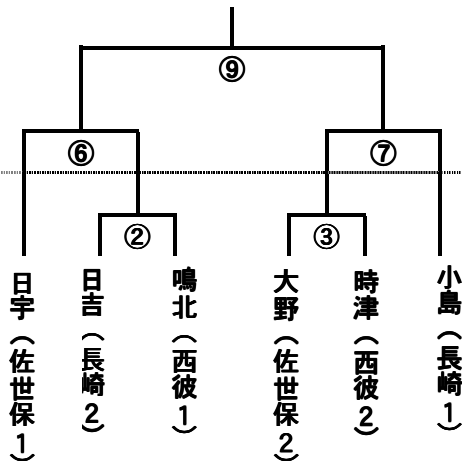 ⑨
⑥
⑦
②
③
日宇（佐世保１）
日吉（長崎２）
鳴北（西彼１）
大野（佐世保２）
時津（西彼２）
小島（長崎１）